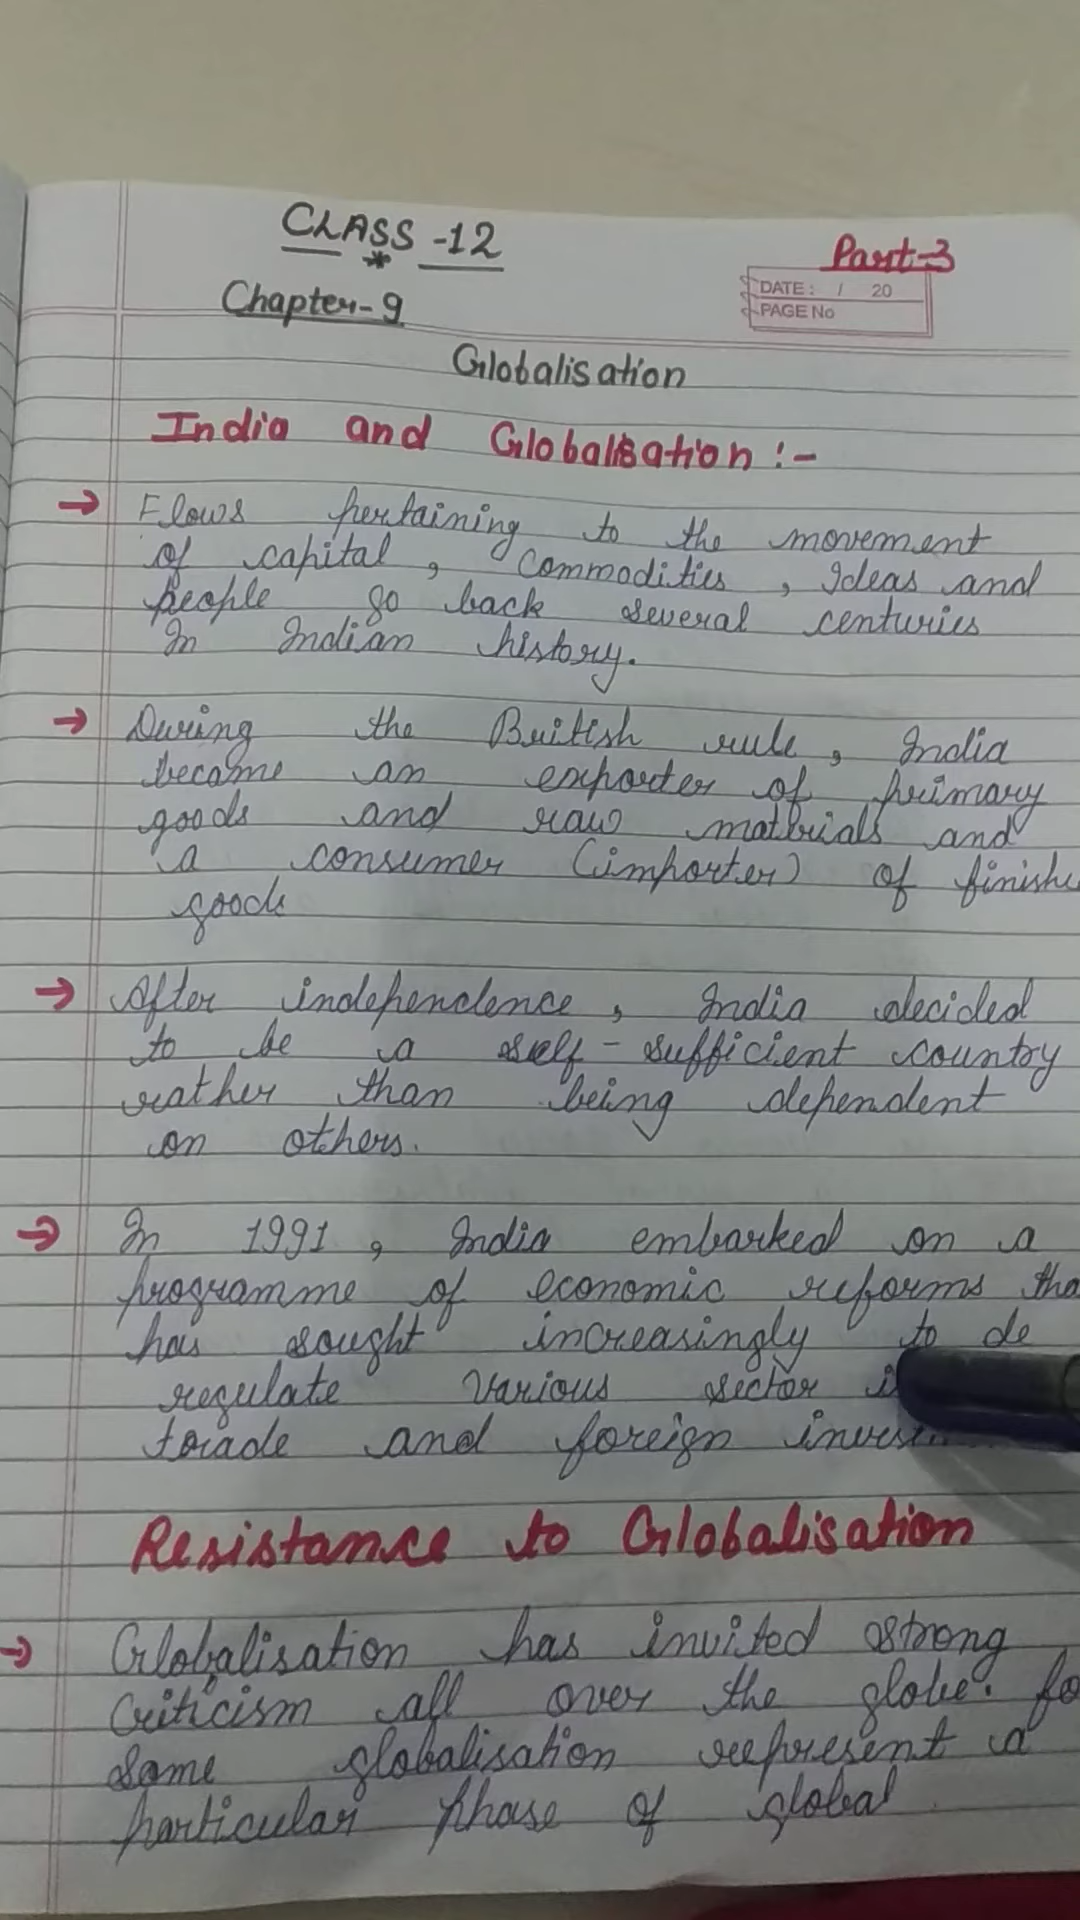 CLASS -12
Part-3
Chapter-9
DATE: / 20
PAGE No
Globalisation
India and Globalisation :-
→ Flows pertaining to the movement
of capital, Commodities, Ideas and
people go back several centuries
In Indian history.
→ During the British rule, India
became an exporter of primary
goods and raw materials and
a consumer (importer) of finishe
goods
→ After independence, India decided
to be a self-sufficient country
rather than being dependent
on others.
→ In 1991, India embarked on a
programme of economic reforms tha
has sought increasingly to de
regulate various sector
trade and foreign
Resistance to Globalisation
→ Globalisation has invited strong
criticism all over the globe. fo
some globalisation represent a
particular phase of global